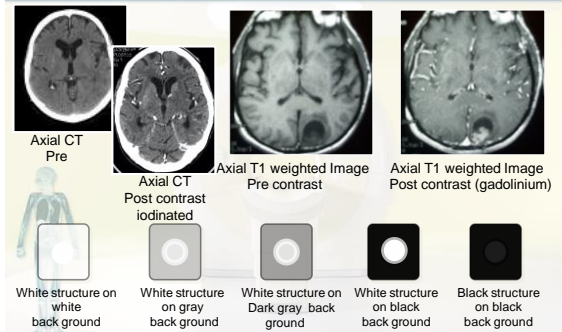 Axial CT
Pre
Axial CT
Post contrast
iodinated
Axial T1 weighted Image
Pre contrast
Axial T1 weighted Image
Post contrast (gadolinium)
White structure on
white
back ground
White structure
on gray
back ground
White structure on
Dark gray back
ground
White structure
on black
back ground
Black structure
on black
back ground